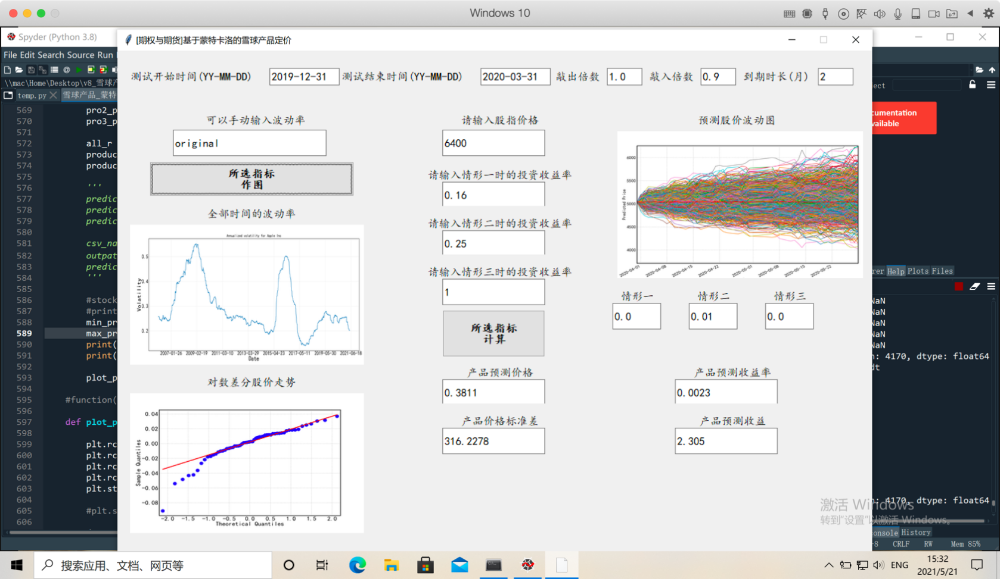 Windows 10
Spyder (Python 3.8)
[期权与期货]基于蒙特卡洛的雪球产品定价
File Edit Search Source Run
\\mac\Home\Desktop\v8_雪球产
temp.py
雪球产品_蒙特
测试开始时间(YY-MM-DD)
2019-12-31
测试结束时间(YY-MM-DD)
2020-03-31
敲出倍数
1.0
敲入倍数
0.9
到期时长(月)
2
ect
cumentation
vailable
569 pro2_p
570 pro3_p
571
572 all_r
573 produc
574 produc
575
576 '''
577 predic
578 predic
579 predic
580
581 csv_na
582 outpat
583 predic
584 '''
585
586 #stock
587 #print
588 min_pr
589 max_pr
590 print(
591 print(
592
593 plot_p
594
595 #function(
596
597 def plot_p
598
599 plt.rc
600 plt.rc
601 plt.rc
602 plt.rc
603 plt.st
604
605 #plt.s
606
可以手动输入波动率
original
所选指标
作图
全部时间的波动率
Annualized volatility for Apple Inc
Volatility
0.5
0.4
0.3
0.2
2007-01-26 2009-02-19 2011-03-10 2013-03-29 2015-04-23 2017-05-11 2019-05-30 2021-06-18
Date
对数差分股价走势
Sample Quantiles
0.04
0.02
0.00
-0.02
-0.04
-0.06
-0.08
-2.0 -1.5 -1.0 -0.5 0.0 0.5 1.0 1.5 2.0
Theoretical Quantiles
请输入股指价格
6400
请输入情形一时的投资收益率
0.16
请输入情形二时的投资收益率
0.25
请输入情形三时的投资收益率
1
所选指标
计算
产品预测价格
0.3811
产品价格标准差
316.2278
预测股价波动图
Predicted Price
6000
5500
5000
4500
4000
2020-04-01 2020-04-08 2020-04-15 2020-04-22 2020-05-01 2020-05-08 2020-05-15 2020-05-22
情形一
0.0
情形二
0.01
情形三
0.0
产品预测收益率
0.0023
产品预测收益
2.305
rer Help Plots Files
NaN
NaN
NaN
NaN
NaN
n: 4170, dtype: float64
dt
n: 4170, dtype: float64
激活 Windows
转到"设置"以激活 Windows。
onsole History
-8 CRLF RW Mem 85%
搜索应用、文档、网页等
ENG
15:32
2021/5/21